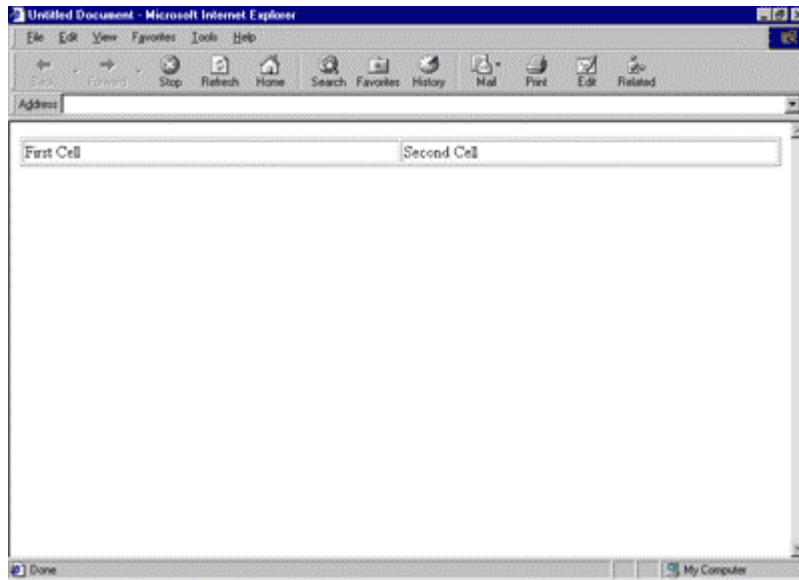 Untitled Document - Microsoft Internet Explorer
File Edit View Favorites Tools Help
Back Forward Stop Refresh Home Search Favorites History Mail Print Edit Related
Address
First Cell Second Cell
Done My Computer